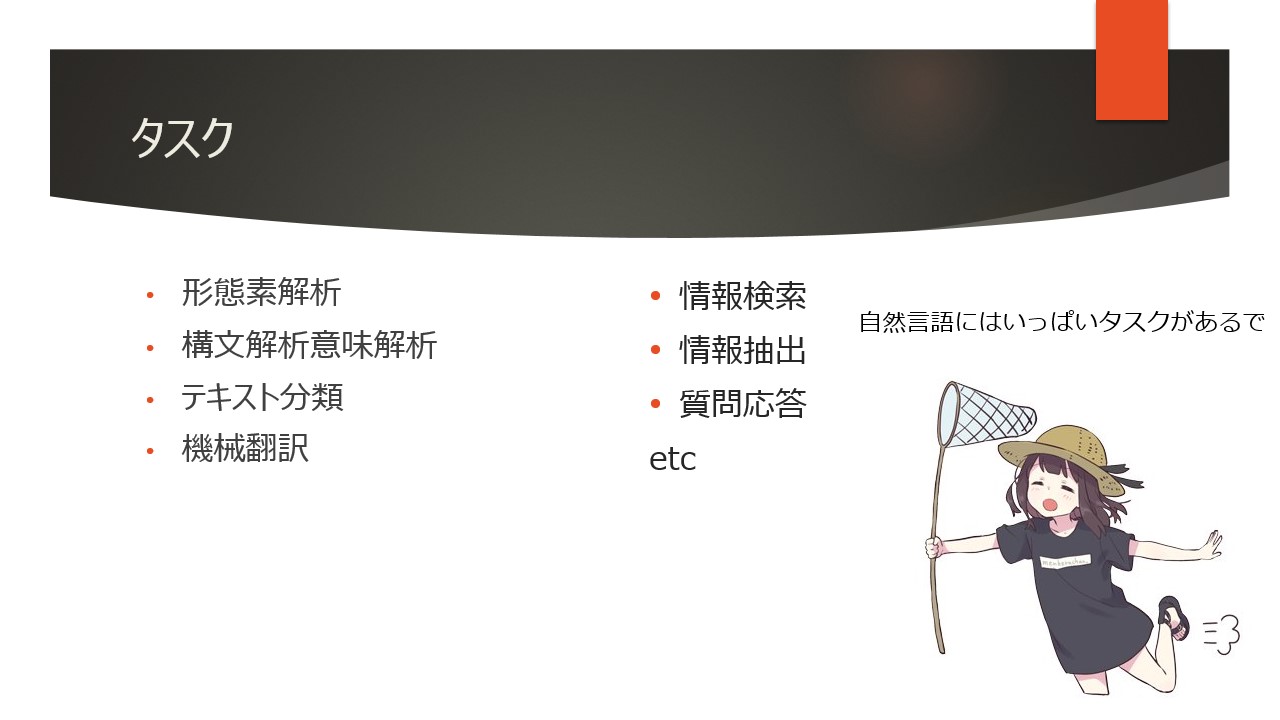 タスク
• 形態素解析
• 構文解析意味解析
• テキスト分類
• 機械翻訳
• 情報検索
• 情報抽出
• 質問応答
etc
自然言語にはいっぱいタスクがあるで
menherachan